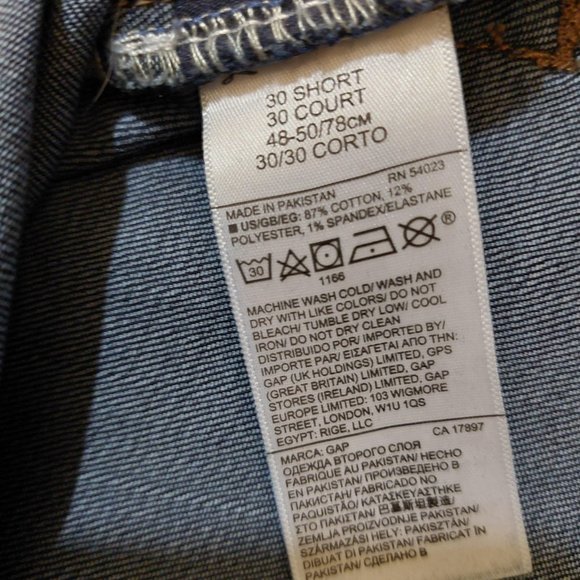 30 SHORT
30 COURT
48-50/78CM
30/30 CORTO
MADE IN PAKISTAN RN 54023
US/GB/EG: 87% COTTON, 12%
POLYESTER, 1% SPANDEX/ELASTANE
30
®
1166
MACHINE WASH COLD/ WASH AND
DRY WITH LIKE COLORS/ DO NOT
BLEACH/ TUMBLE DRY LOW/ COOL
IRON/ DO NOT DRY CLEAN
DISTRIBUIDO POR/ IMPORTED BY/
IMPORTE PAR/ ΕΙΣΑΓΕΤΑΙ ΑΠΟ ΤΗΝ:
GAP (UK HOLDINGS) LIMITED, GPS
(GREAT BRITAIN) LIMITED, GAP
STORES (IRELAND) LIMITED, GAP
EUROPE LIMITED: 103 WIGMORE
STREET, LONDON, W1U 1QS
EGYPT: RIGE, LLC
MARCA: GAP CA 17897
ОДЕЖДА ВТОРОГО СЛОЯ
FABRIQUE AU PAKISTAN/ HECHO
EN PAKISTAN/ ПРОИЗВЕДЕНО В
ПАКИСТАН/ FABRICADO NO
PAQUISTÃO/ ΚΑΤΑΣΚΕΥΑΣΤΗΚΕ
ΣΤΟ ΠΑΚΙΣΤΑΝ/ 巴基斯坦製造/
ZEMLJA PROIZVODNJE PAKISTAN/
SZÁRMAZÁSI HELY: PAKISZTÁN/
DIBUAT DI PAKISTAN/ FABRICAT ÎN
PAKISTAN/ СДЕЛАНО В